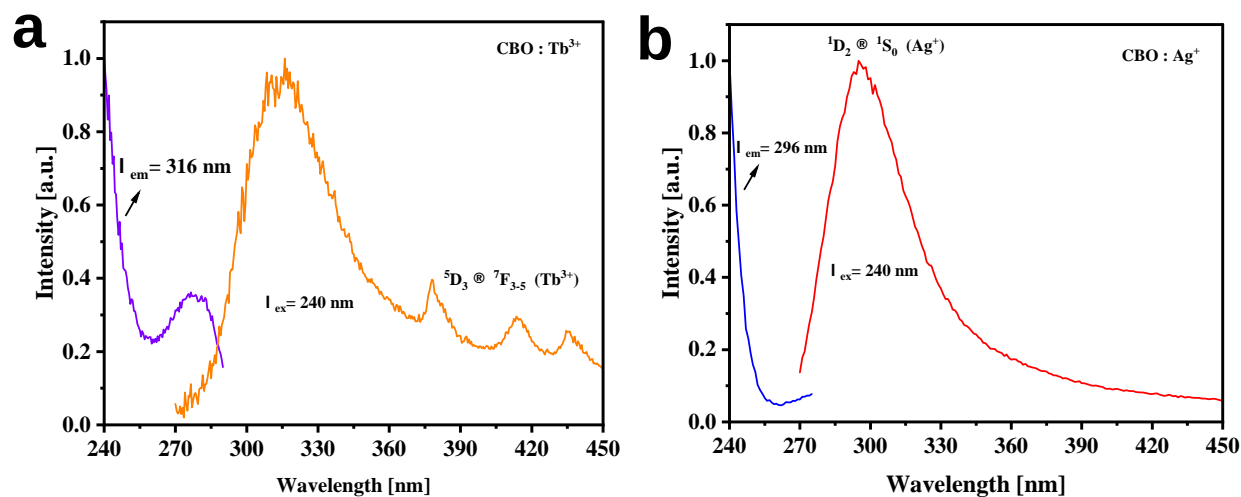 a
CBO : Tb³⁺
I em= 316 nm
⁵D₃ ® ⁷F₃₋₅ (Tb³⁺)
I ex= 240 nm
Intensity [a.u.]
1.0
0.8
0.6
0.4
0.2
0.0
240 270 300 330 360 390 420 450
Wavelength [nm]
b
¹D₂ ® ¹S₀ (Ag⁺)
CBO : Ag⁺
I em= 296 nm
I ex= 240 nm
Intensity [a.u.]
1.0
0.8
0.6
0.4
0.2
0.0
240 270 300 330 360 390 420 450
Wavelength [nm]